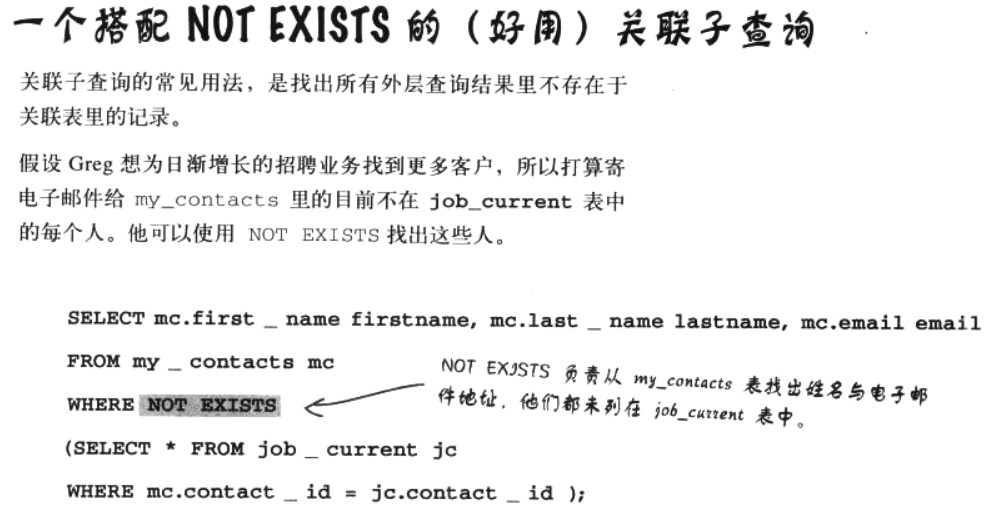 一个搭配 NOT EXISTS 的（好用）关联子查询
关联子查询的常见用法，是找出所有外层查询结果里不存在于
关联表里的记录。
假设 Greg 想为日渐增长的招聘业务找到更多客户，所以打算寄
电子邮件给 my_contacts 里的目前不在 job_current 表中
的每个人。他可以使用 NOT EXISTS 找出这些人。
SELECT mc.first _ name firstname, mc.last _ name lastname, mc.email email
FROM my _ contacts mc
WHERE NOT EXISTS
(SELECT * FROM job _ current jc
WHERE mc.contact _ id = jc.contact _ id );
NOT EXISTS 负责从 my_contacts 表找出姓名与电子邮
件地址，他们都未列在 job_current 表中。